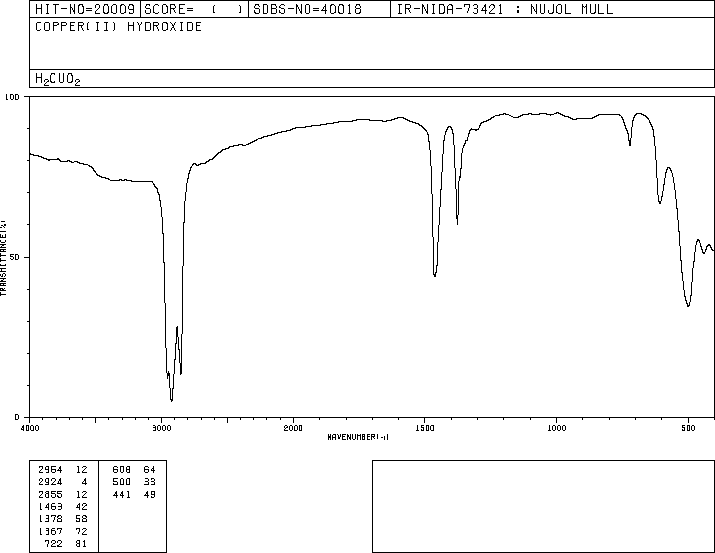 HIT-NO=20009 SCORE= ( ) SDBS-NO=40018 IR-NIDA-73421 : NUJOL MULL
COPPER(II) HYDROXIDE
H2CUO2
100
50
0
TRANSMITTANCE(%)
4000 3000 2000 1500 1000 500
WAVENUMBER(-1)
2954 12 608 64
2924 4 500 33
2855 12 441 49
1463 42
1378 58
1367 72
722 81